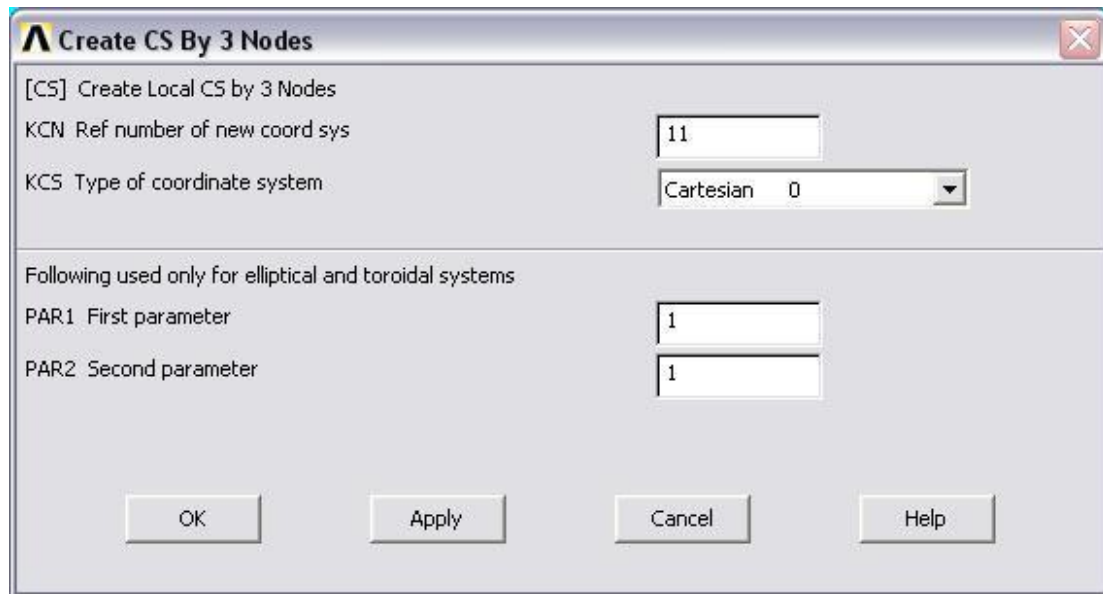 Create CS By 3 Nodes
[CS] Create Local CS by 3 Nodes
KCN Ref number of new coord sys 11
KCS Type of coordinate system Cartesian 0
Following used only for elliptical and toroidal systems
PAR1 First parameter 1
PAR2 Second parameter 1
OK Apply Cancel Help